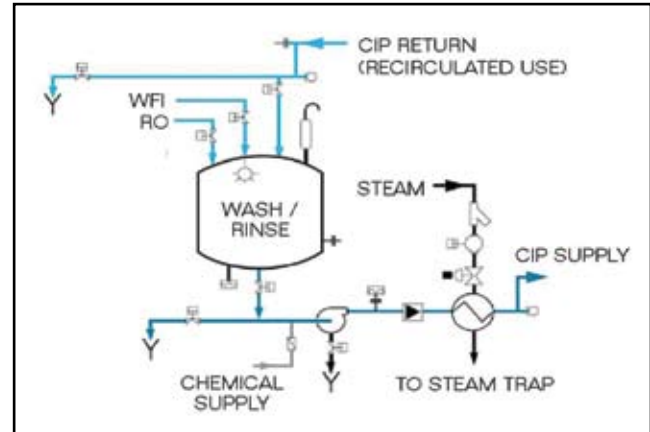 CIP RETURN
(RECIRCULATED USE)
WFI
RO
WASH /
RINSE
STEAM
CIP SUPPLY
CHEMICAL
SUPPLY
TO STEAM TRAP